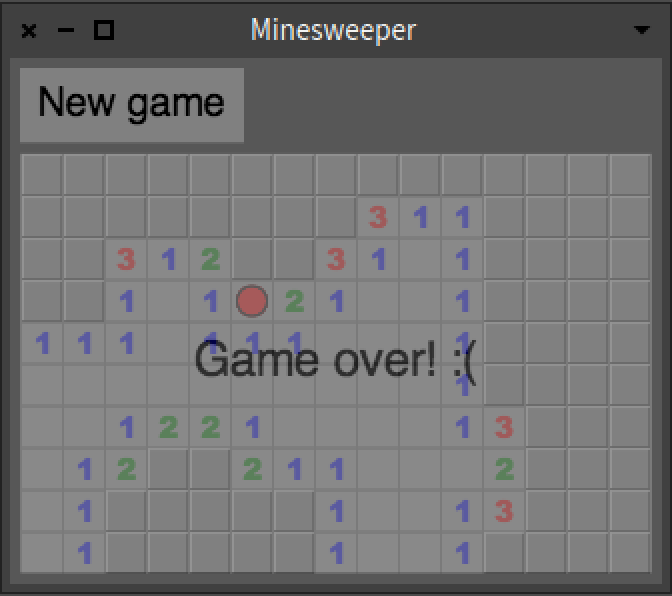 Minesweeper
New game
3 1 1
3 1 2 3 1 1
1 1 2 1 1
1 1 1 1 1 1 1
Game over! :(
1
1 2 2 1 1 3
1 2 2 1 1 2
1 1 1 3
1 1 1